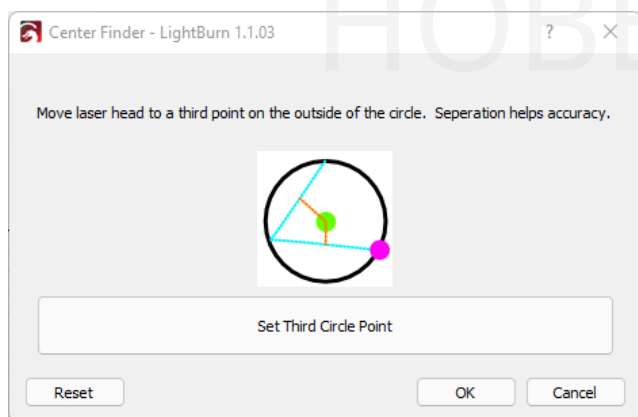 Center Finder - LightBurn 1.1.03
?
Move laser head to a third point on the outside of the circle.  Seperation helps accuracy.
Set Third Circle Point
Reset
OK
Cancel